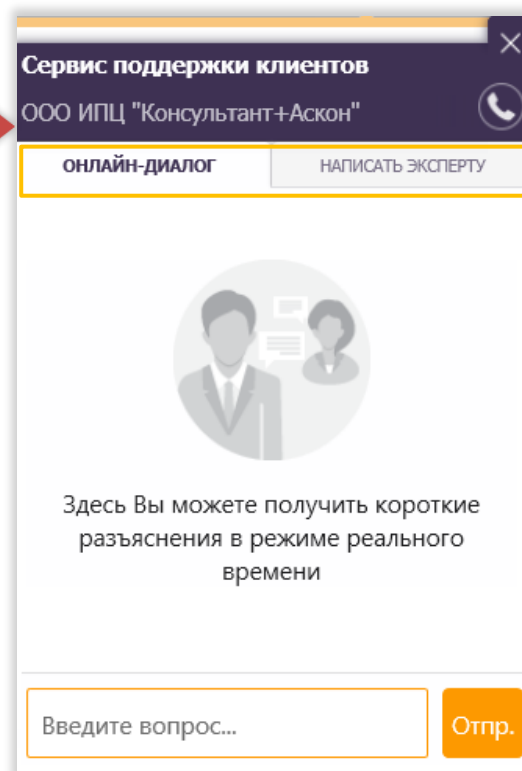 Сервис поддержки клиентов
ООО ИПЦ "Консультант+Аскон"
ОНЛАЙН-ДИАЛОГ
НАПИСАТЬ ЭКСПЕРТУ
Здесь Вы можете получить короткие
разъяснения в режиме реального
времени
Введите вопрос...
Отпр.